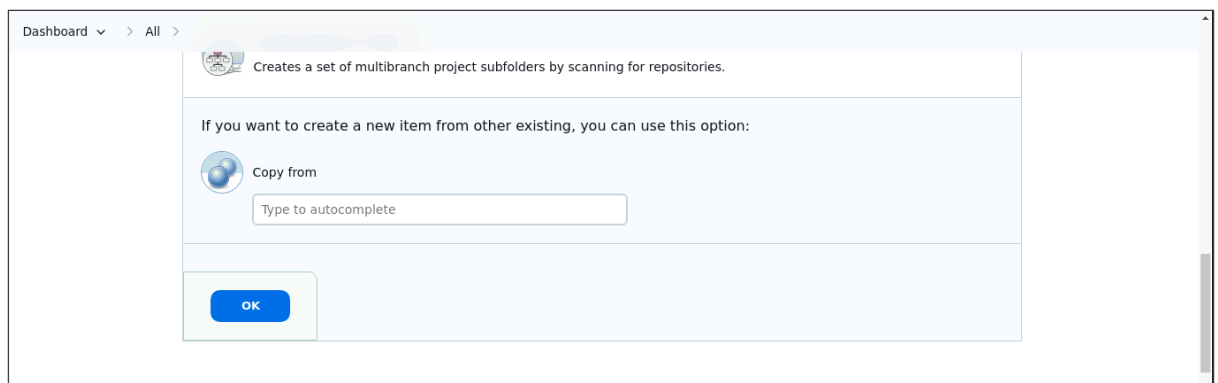 Dashboard All
Creates a set of multibranch project subfolders by scanning for repositories.
If you want to create a new item from other existing, you can use this option:
Copy from
Type to autocomplete
OK